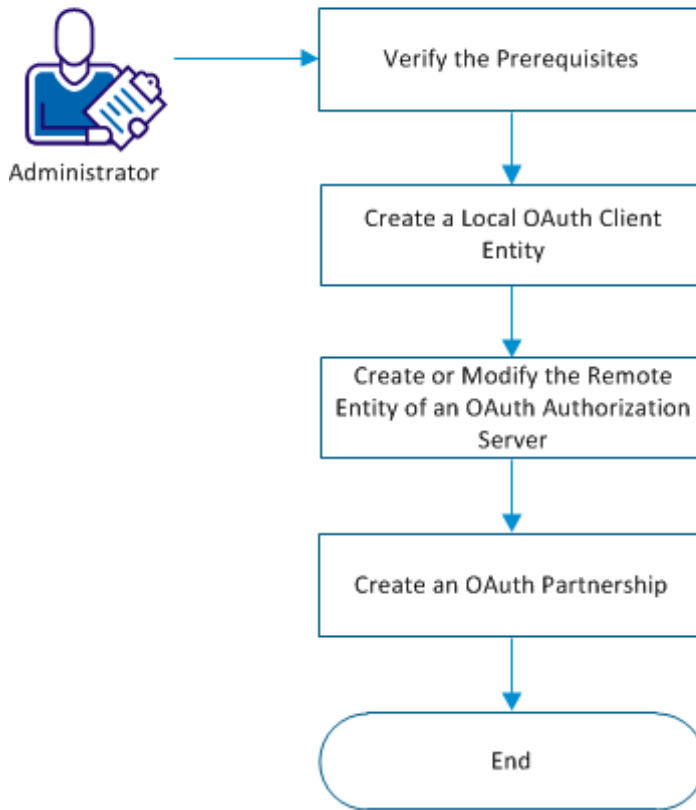 Verify the Prerequisites
Administrator
Create a Local OAuth Client
Entity
Create or Modify the Remote
Entity of an OAuth Authorization
Server
Create an OAuth Partnership
End